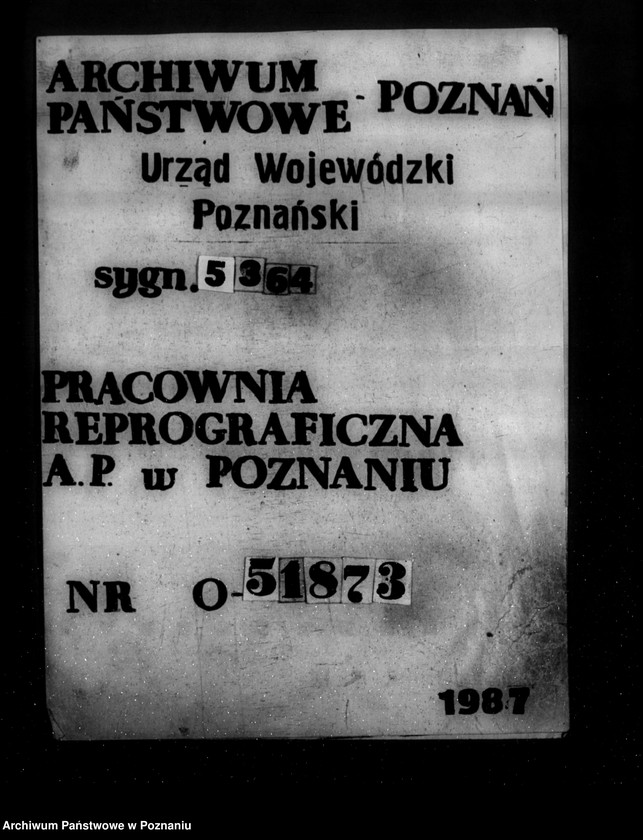 ARCHIWUM
PAŃSTWOWE - POZNAŃ
Urząd Wojewódzki
Poznański
sygn. 5364
PRACOWNIA
REPROGRAFICZNA
A.P. w POZNANIU
NR O-51873
1987
Archiwum Państwowe w Poznaniu